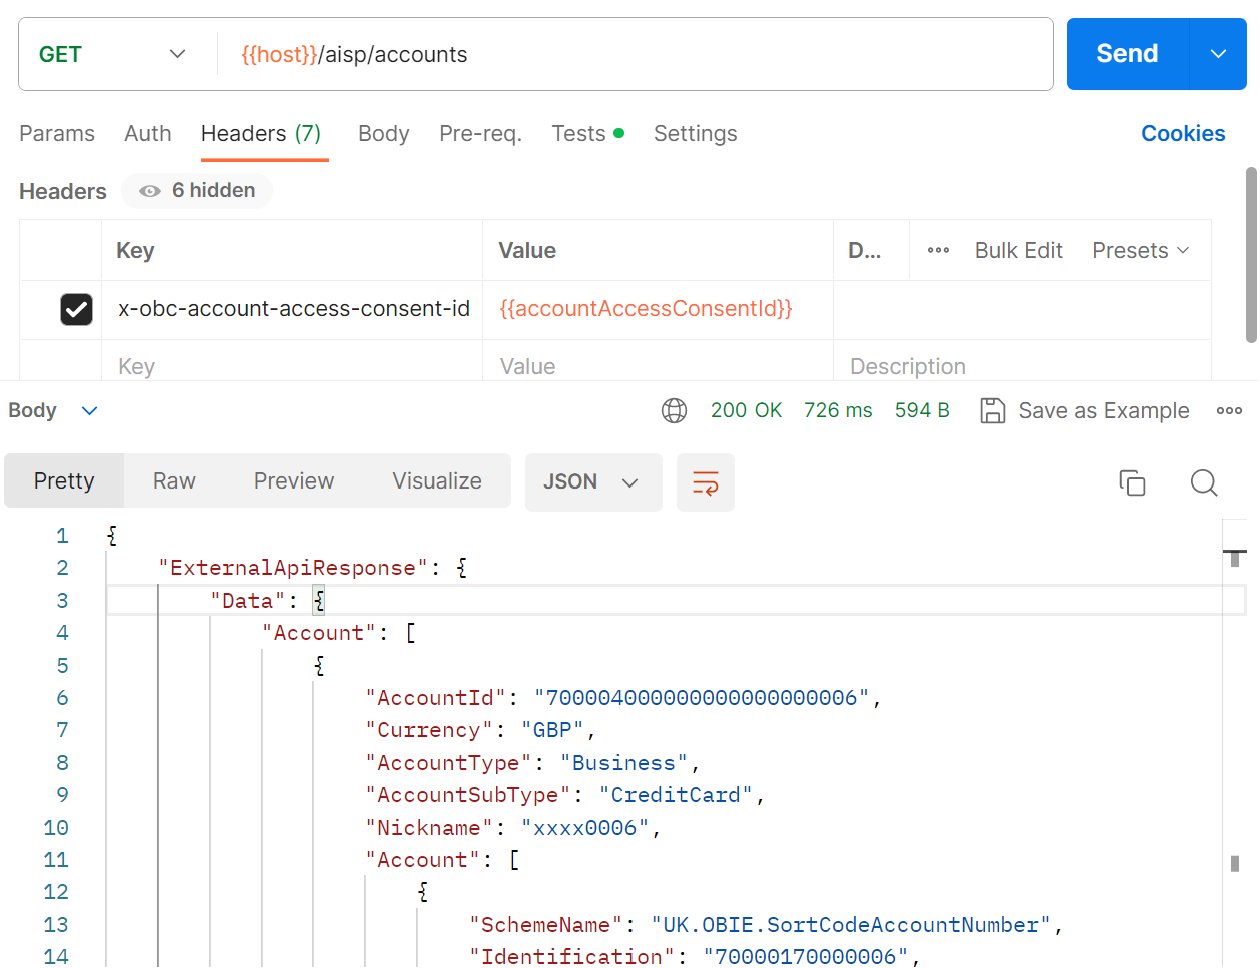 GET {{host}}/aisp/accounts Send
Params Auth Headers (7) Body Pre-req. Tests Settings Cookies
Headers 6 hidden
Key Value D... Bulk Edit Presets
x-obc-account-access-consent-id {{accountAccessConsentId}}
Key Value Description
Body 200 OK 726 ms 594 B Save as Example
Pretty Raw Preview Visualize JSON
1 {
2 "ExternalApiResponse": {
3 "Data": {
4 "Account": [
5 {
6 "AccountId": "700004000000000000000006",
7 "Currency": "GBP",
8 "AccountType": "Business",
9 "AccountSubType": "CreditCard",
10 "Nickname": "xxxx0006",
11 "Account": [
12 {
13 "SchemeName": "UK.OBIE.SortCodeAccountNumber",
14 "Identification": "70000170000006",